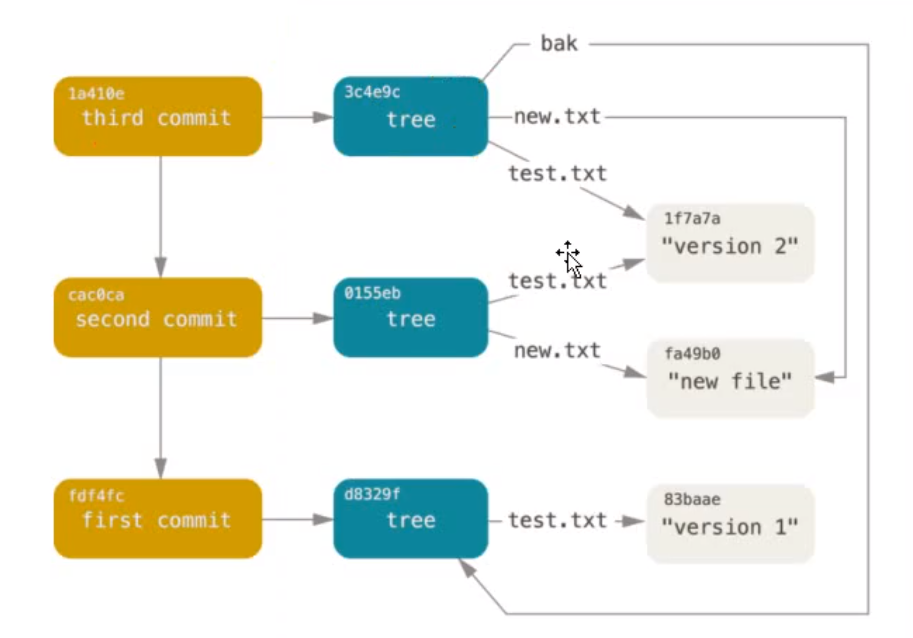 bak
1a410e
third commit
3c4e9c
tree
new.txt
test.txt
1f7a7a
"version 2"
cac0ca
second commit
0155eb
tree
test.txt
new.txt
fa49b0
"new file"
fdf4fc
first commit
d8329f
tree
test.txt
83baae
"version 1"